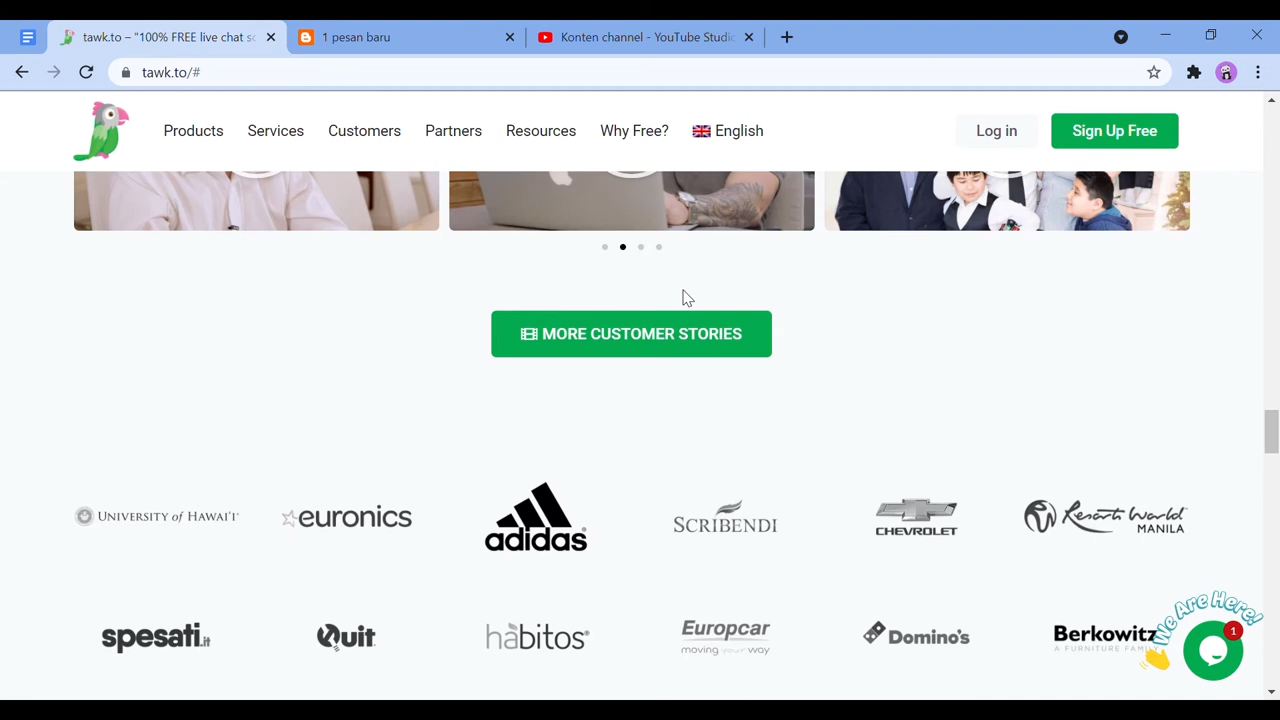 tawk.to – "100% FREE live chat so
1 pesan baru
Konten channel - YouTube Studio
tawk.to/#
Products
Services
Customers
Partners
Resources
Why Free?
English
Log in
Sign Up Free
MORE CUSTOMER STORIES
UNIVERSITY of HAWAI'I
euronics
adidas
SCRIBENDI
CHEVROLET
Resorts World
MANILA
spesati.it
Quit
hàbitos
Europcar
moving your way
Domino's
Berkowitz
A FURNITURE FAMILY
We Are Here!
1